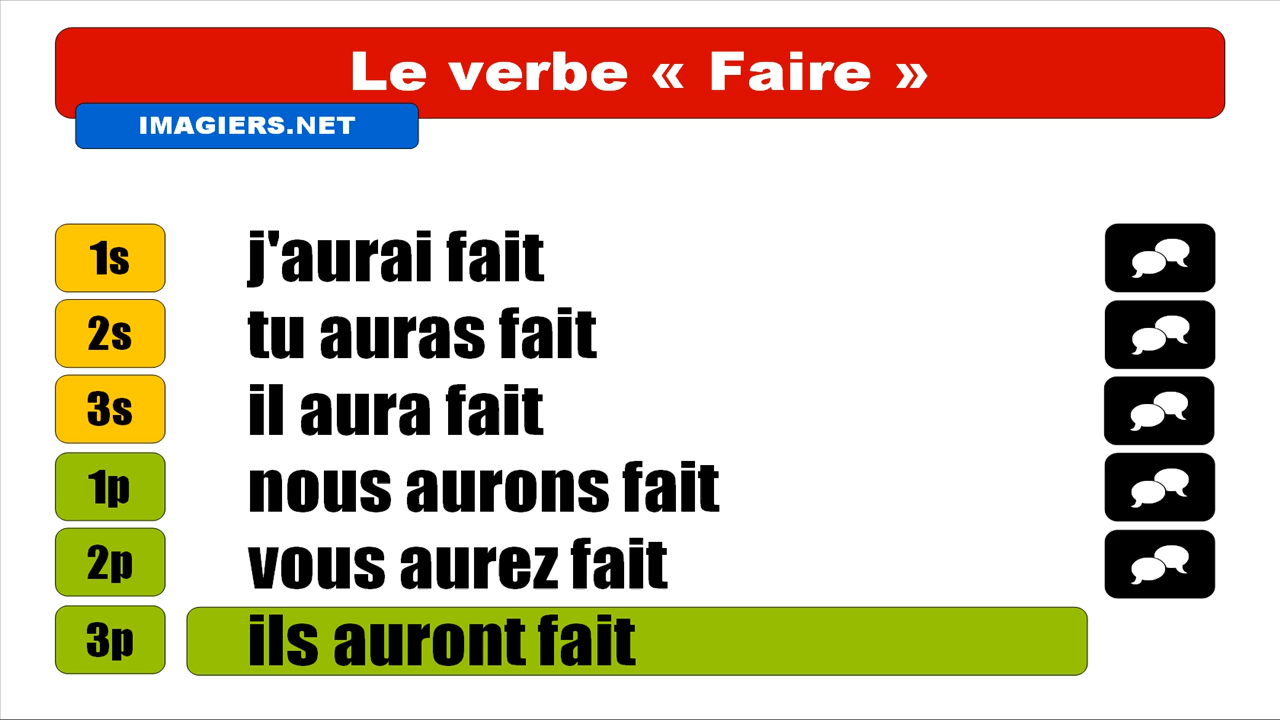 Le verbe « Faire »
IMAGIERS.NET
1s j'aurai fait
2s tu auras fait
3s il aura fait
1p nous aurons fait
2p vous aurez fait
3p ils auront fait